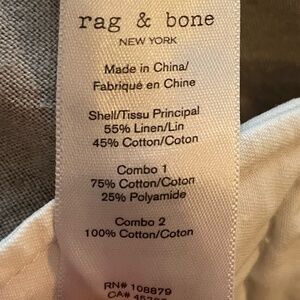 rag & bone
NEW YORK
Made in China/
Fabriqué en Chine
Shell/Tissu Principal
55% Linen/Lin
45% Cotton/Coton
Combo 1
75% Cotton/Coton
25% Polyamide
Combo 2
100% Cotton/Coton
RN# 108879
CA#